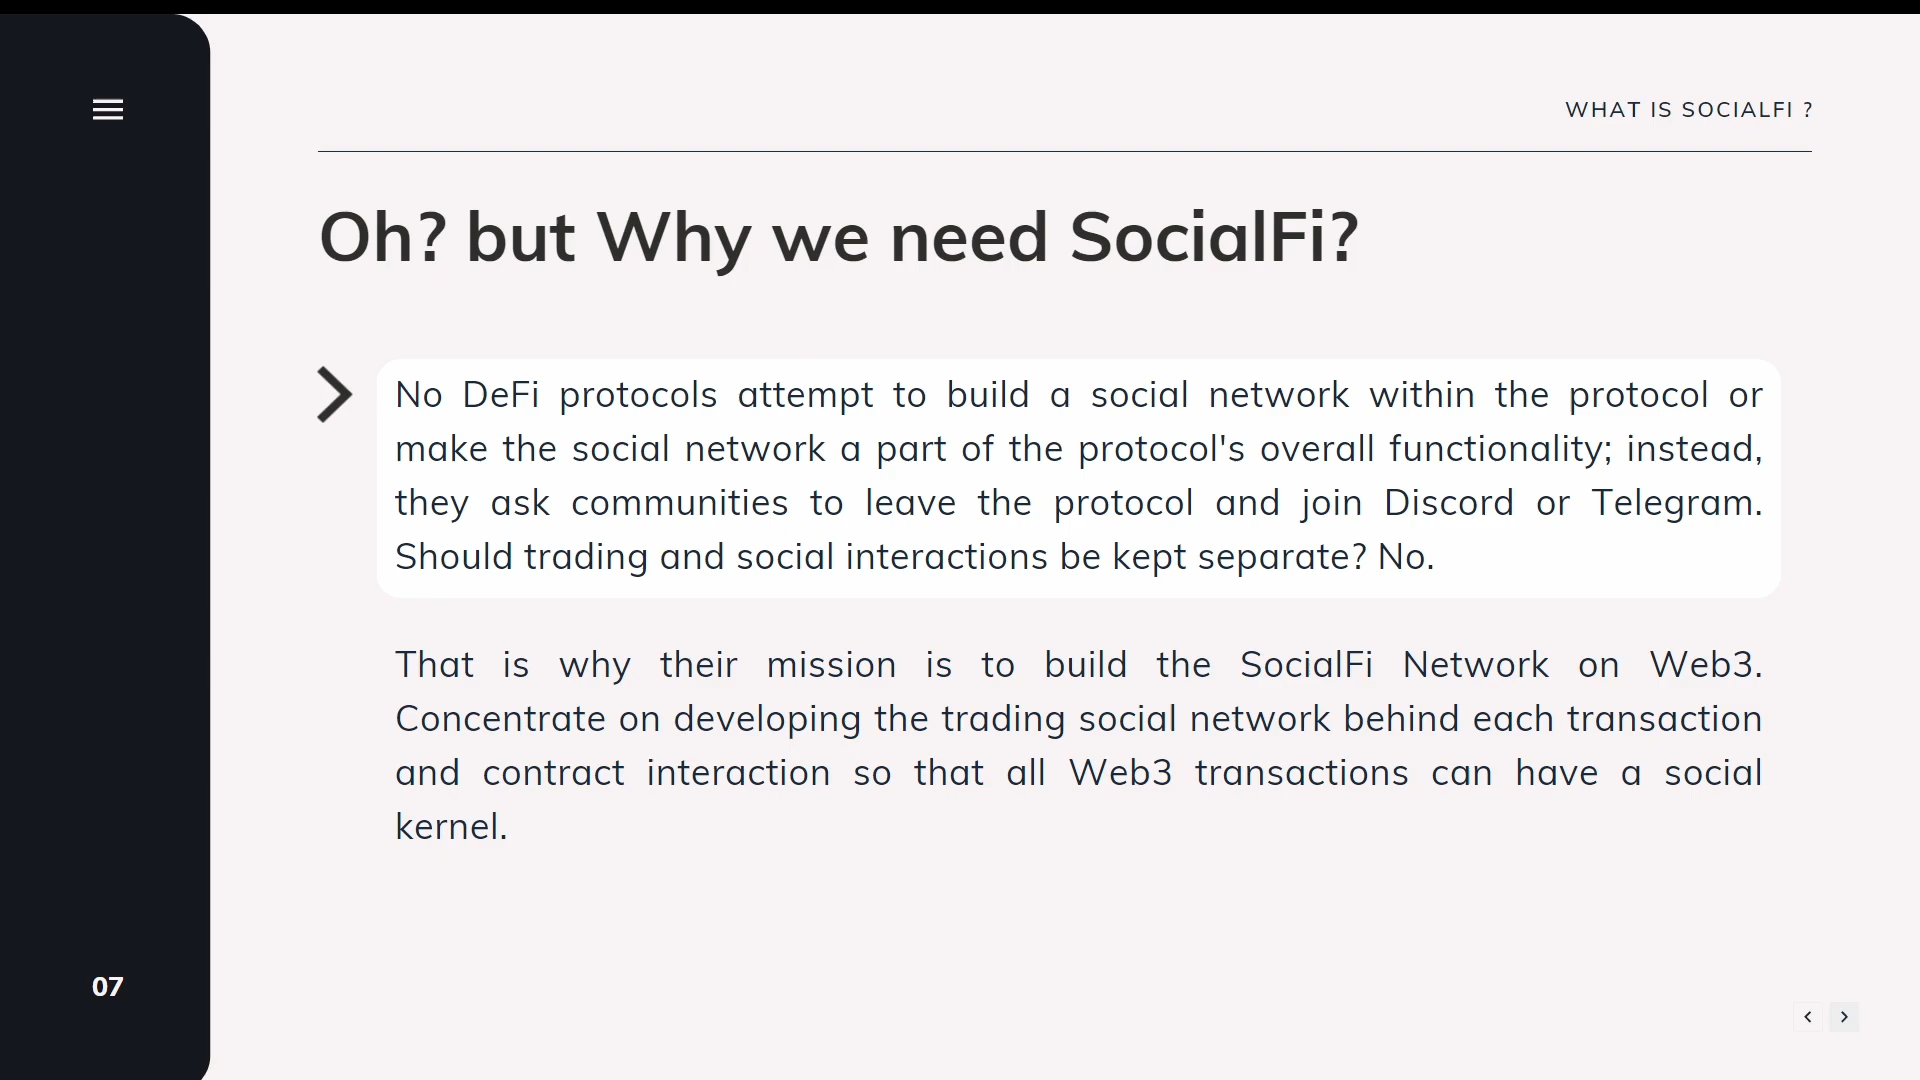 WHAT IS SOCIALFI ?
Oh? but Why we need SocialFi?
No DeFi protocols attempt to build a social network within the protocol or
make the social network a part of the protocol's overall functionality; instead,
they ask communities to leave the protocol and join Discord or Telegram.
Should trading and social interactions be kept separate? No.
That is why their mission is to build the SocialFi Network on Web3.
Concentrate on developing the trading social network behind each transaction
and contract interaction so that all Web3 transactions can have a social
kernel.
07